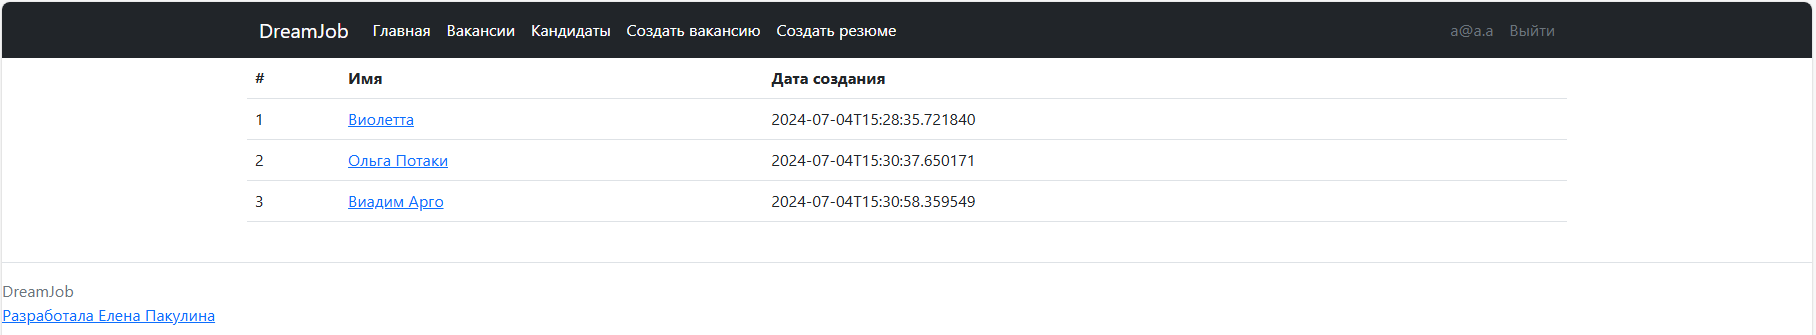 DreamJob Главная Вакансии Кандидаты Создать вакансию Создать резюме a@a.a Выйти
# Имя Дата создания
1 Виолетта 2024-07-04T15:28:35.721840
2 Ольга Потаки 2024-07-04T15:30:37.650171
3 Виадим Арго 2024-07-04T15:30:58.359549
DreamJob
Разработала Елена Пакулина